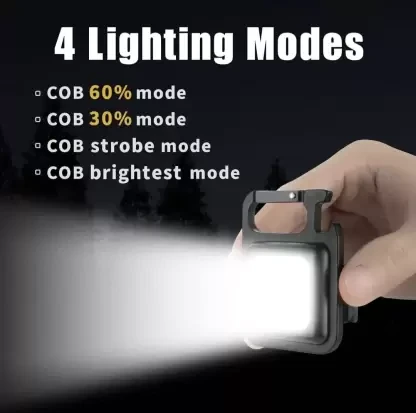 4 Lighting Modes
COB 60% mode
COB 30% mode
COB strobe mode
COB brightest mode